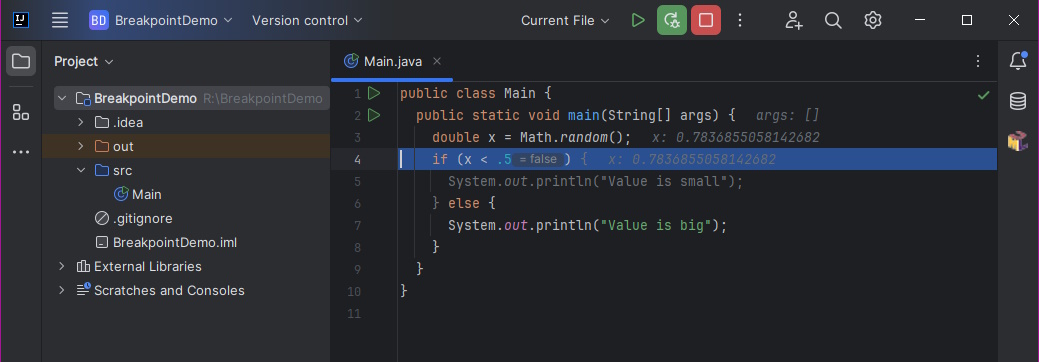 BD BreakpointDemo Version control Current File
Project
BreakpointDemo R:\BreakpointDemo
.idea
out
src
Main
.gitignore
BreakpointDemo.iml
External Libraries
Scratches and Consoles
Main.java
1 public class Main {
2 public static void main(String[] args) { args: []
3 double x = Math.random(); x: 0.7836855058142682
4 if (x < .5 = false ) { x: 0.7836855058142682
5 System.out.println("Value is small");
6 } else {
7 System.out.println("Value is big");
8 }
9 }
10 }
11